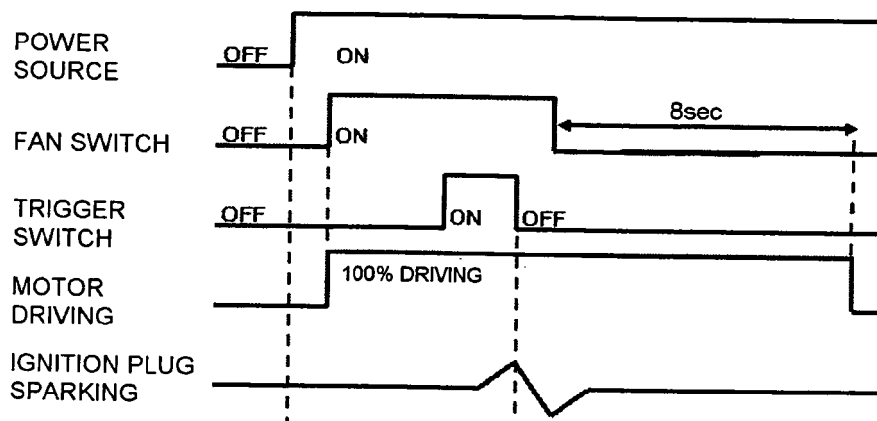 POWER
SOURCE
OFF
ON
FAN SWITCH
OFF
ON
8sec
TRIGGER
SWITCH
OFF
ON
OFF
MOTOR
DRIVING
100% DRIVING
IGNITION PLUG
SPARKING